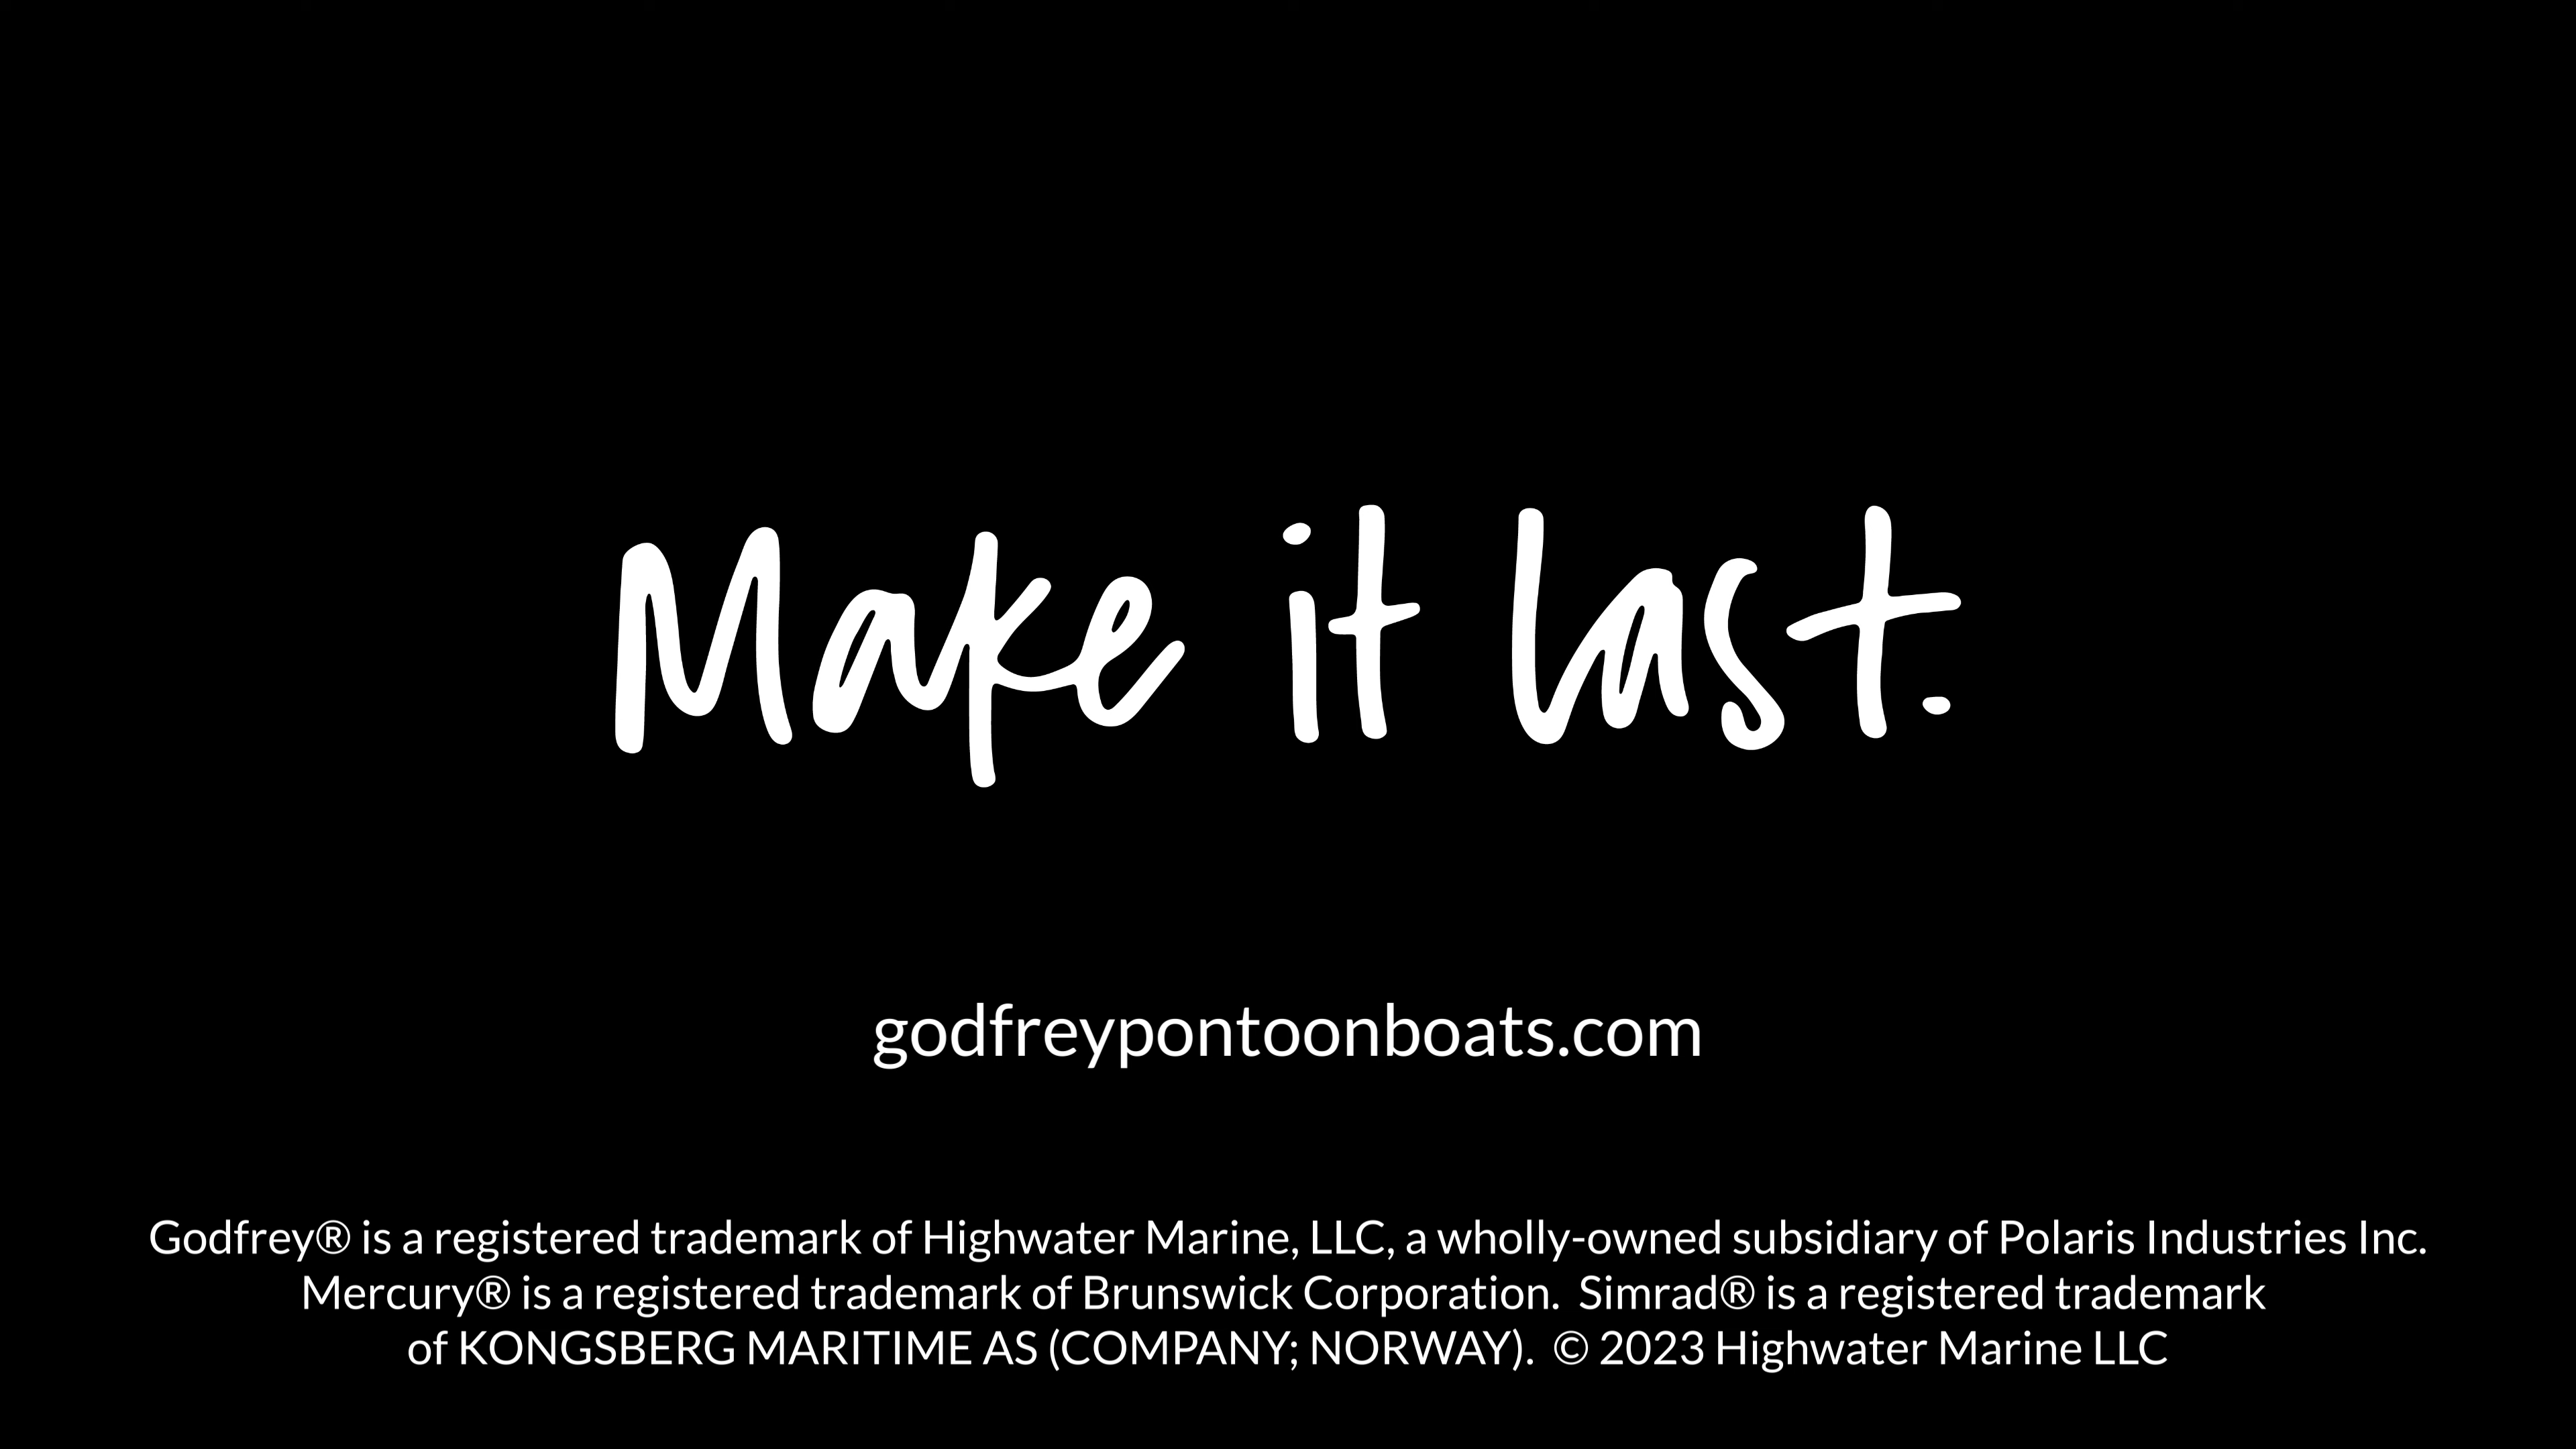 Make it last.
godfreypontoonboats.com
Godfrey® is a registered trademark of Highwater Marine, LLC, a wholly-owned subsidiary of Polaris Industries Inc.
Mercury® is a registered trademark of Brunswick Corporation.  Simrad® is a registered trademark
of KONGSBERG MARITIME AS (COMPANY; NORWAY).  © 2023 Highwater Marine LLC